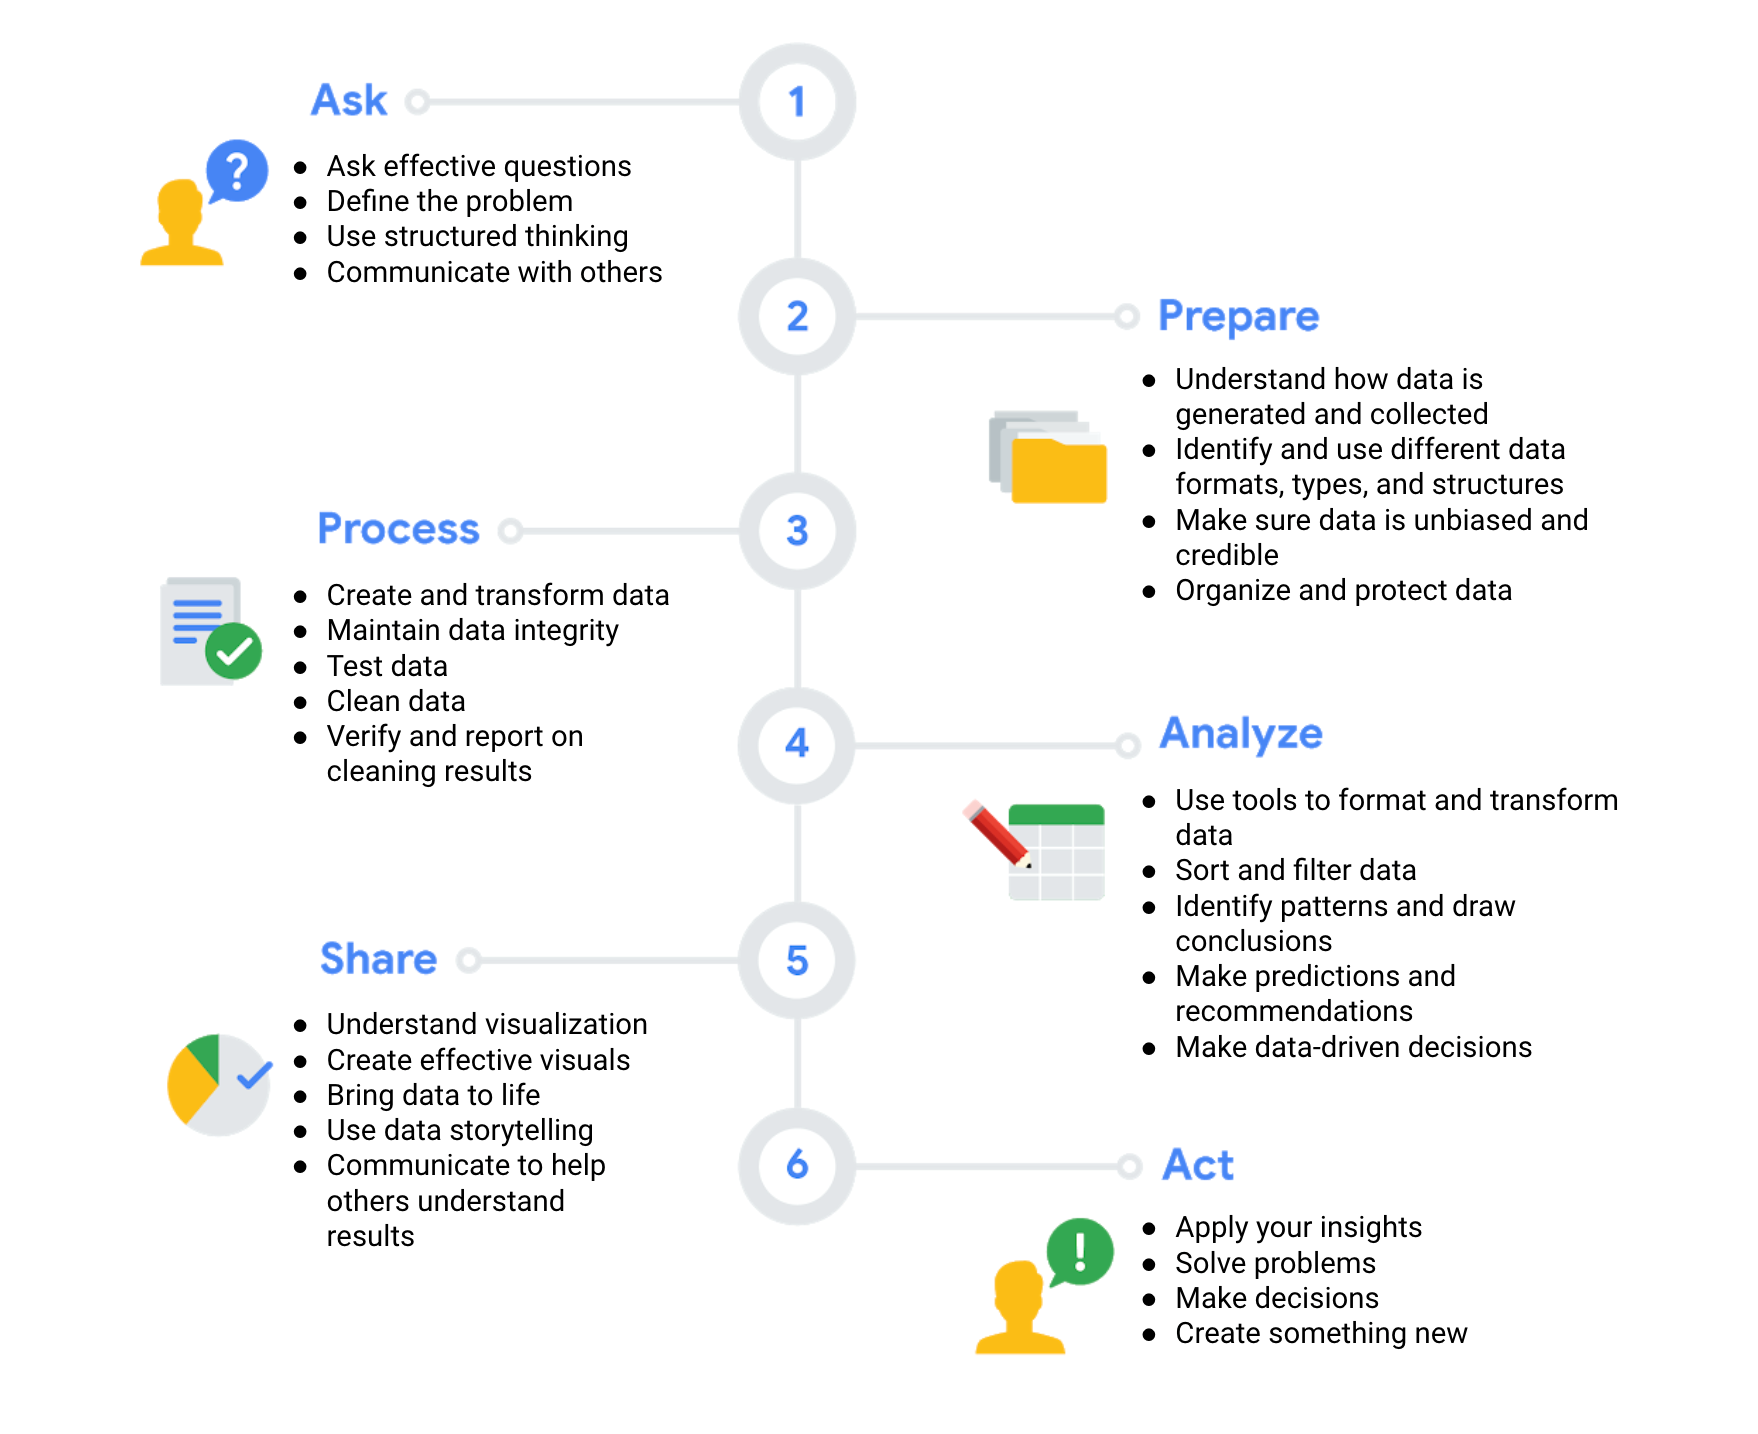 1
Ask
?
● Ask effective questions
● Define the problem
● Use structured thinking
● Communicate with others
2
Prepare
● Understand how data is
generated and collected
● Identify and use different data
formats, types, and structures
● Make sure data is unbiased and
credible
● Organize and protect data
3
Process
● Create and transform data
● Maintain data integrity
● Test data
● Clean data
● Verify and report on
cleaning results
4
Analyze
● Use tools to format and transform
data
● Sort and filter data
● Identify patterns and draw
conclusions
● Make predictions and
recommendations
● Make data-driven decisions
5
Share
● Understand visualization
● Create effective visuals
● Bring data to life
● Use data storytelling
● Communicate to help
others understand
results
6
Act
!
● Apply your insights
● Solve problems
● Make decisions
● Create something new